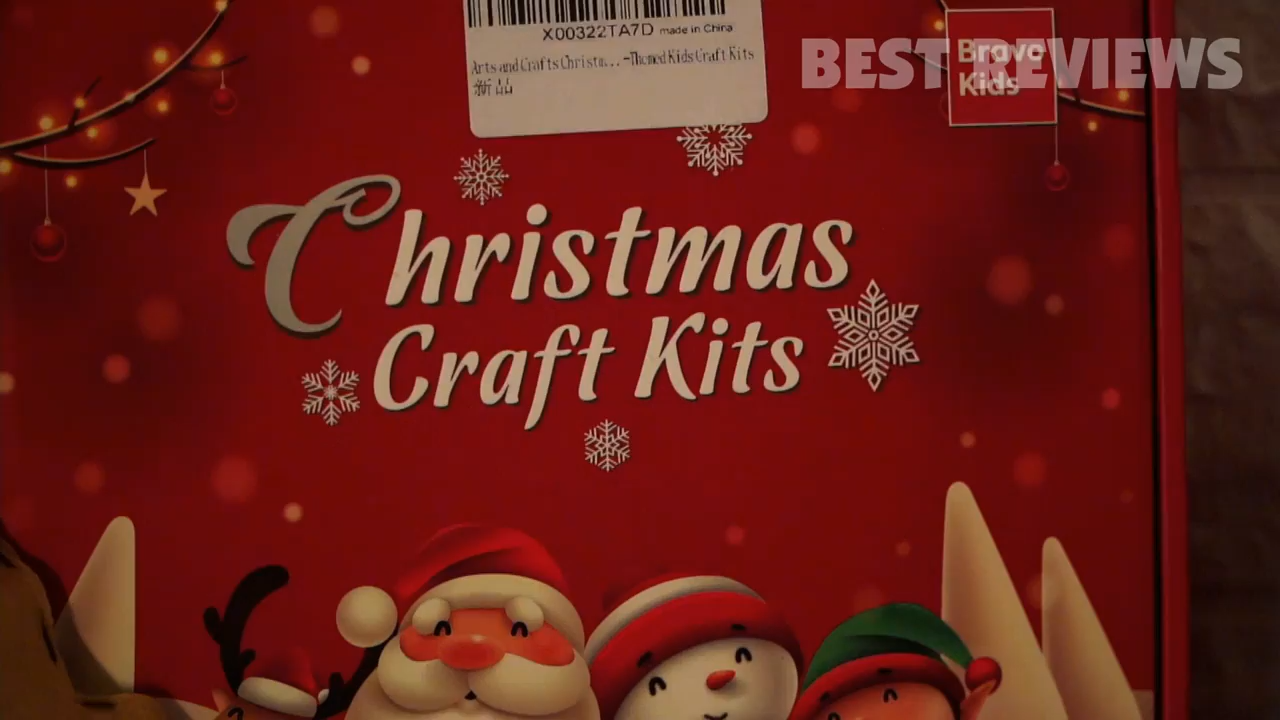 X00322TA7D made in China
Arts and Crafts Christm... -Themed Kids Craft Kits
新品
BEST REVIEWS
Bravo
Kids
Christmas
Craft Kits